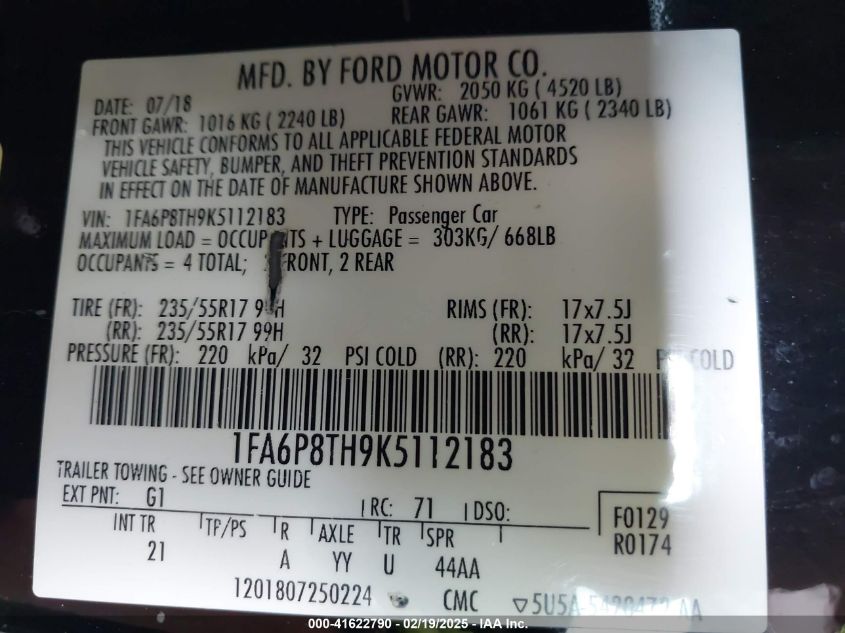 MFD. BY FORD MOTOR CO.
DATE: 07/18 GVWR: 2050 KG ( 4520 LB)
FRONT GAWR: 1016 KG ( 2240 LB) REAR GAWR: 1061 KG ( 2340 LB)
THIS VEHICLE CONFORMS TO ALL APPLICABLE FEDERAL MOTOR
VEHICLE SAFETY, BUMPER, AND THEFT PREVENTION STANDARDS
IN EFFECT ON THE DATE OF MANUFACTURE SHOWN ABOVE.
VIN: 1FA6P8TH9K5112183 TYPE: Passenger Car
MAXIMUM LOAD = + LUGGAGE = 303KG/ 668LB
OCCUPANTS = 4 TOTAL; FRONT, 2 REAR
TIRE (FR): 235/55R17 RIMS (FR): 17x7.5J
(RR): 235/55R17 99H (RR): 17x7.5J
PRESSURE (FR): 220 kPa/ 32 PSI COLD (RR): 220 kPa/ 32 PSI COLD
1FA6P8TH9K5112183
TRAILER TOWING - SEE OWNER GUIDE
EXT PNT: G1 RC: 71 DSO:
INT TR TP/PS R AXLE TR SPR F0129
21 A YY U 44AA R0174
1201807250224 CMC
000-41622790 - 02/19/2025 - IAA, Inc.